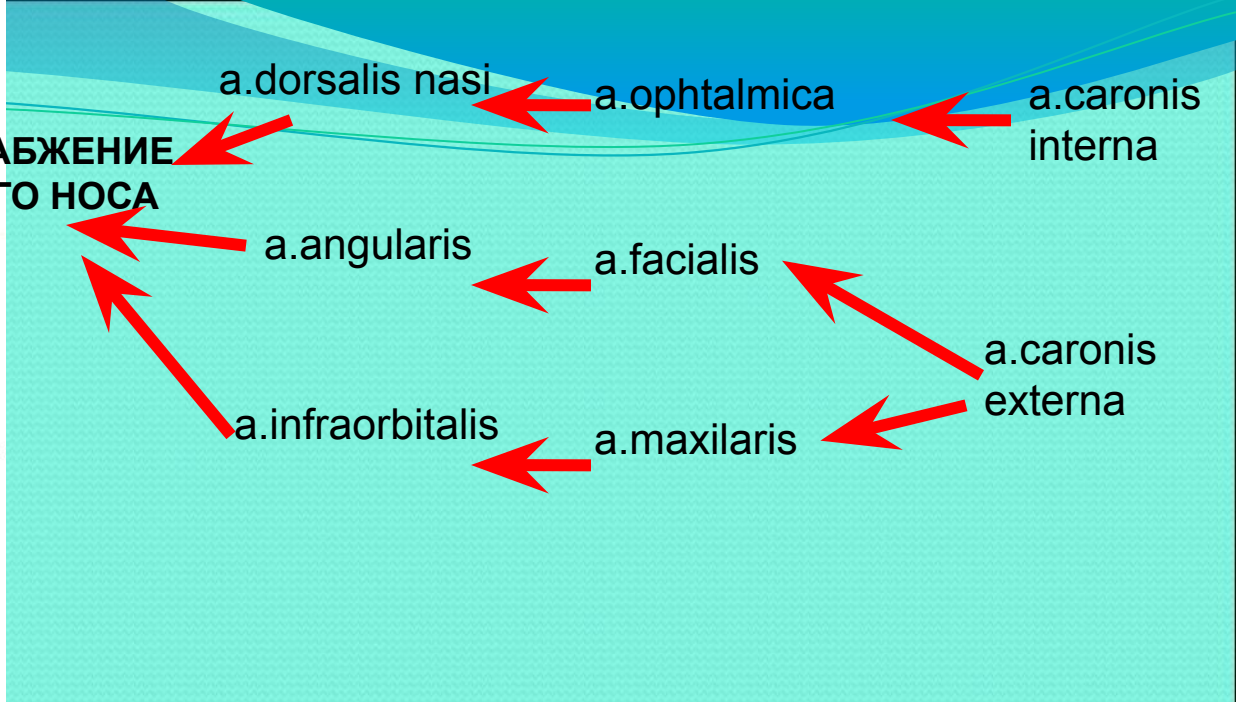 a.dorsalis nasi
a.ophtalmica
a.caronis
interna
АБЖЕНИЕ
ГО НОСА
a.angularis
a.facialis
a.caronis
externa
a.infraorbitalis
a.maxilaris